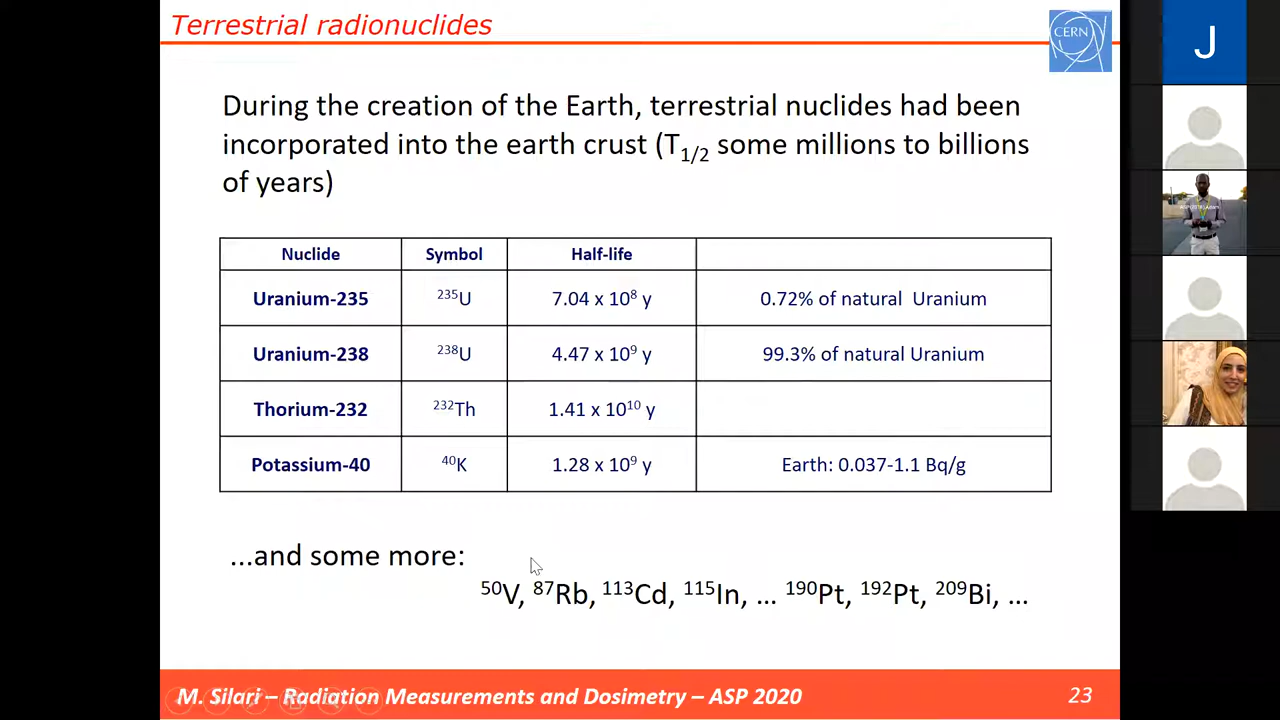 Terrestrial radionuclides
CERN
J
During the creation of the Earth, terrestrial nuclides had been
incorporated into the earth crust (T1/2 some millions to billions
of years)
Nuclide Symbol Half-life
Uranium-235 ²³⁵U 7.04 x 10⁸ y 0.72% of natural Uranium
Uranium-238 ²³⁸U 4.47 x 10⁹ y 99.3% of natural Uranium
Thorium-232 ²³²Th 1.41 x 10¹⁰ y
Potassium-40 ⁴⁰K 1.28 x 10⁹ y Earth: 0.037-1.1 Bq/g
...and some more:
⁵⁰V, ⁸⁷Rb, ¹¹³Cd, ¹¹⁵In, ... ¹⁹⁰Pt, ¹⁹²Pt, ²⁰⁹Bi, ...
M. Silari – Radiation Measurements and Dosimetry – ASP 2020
23